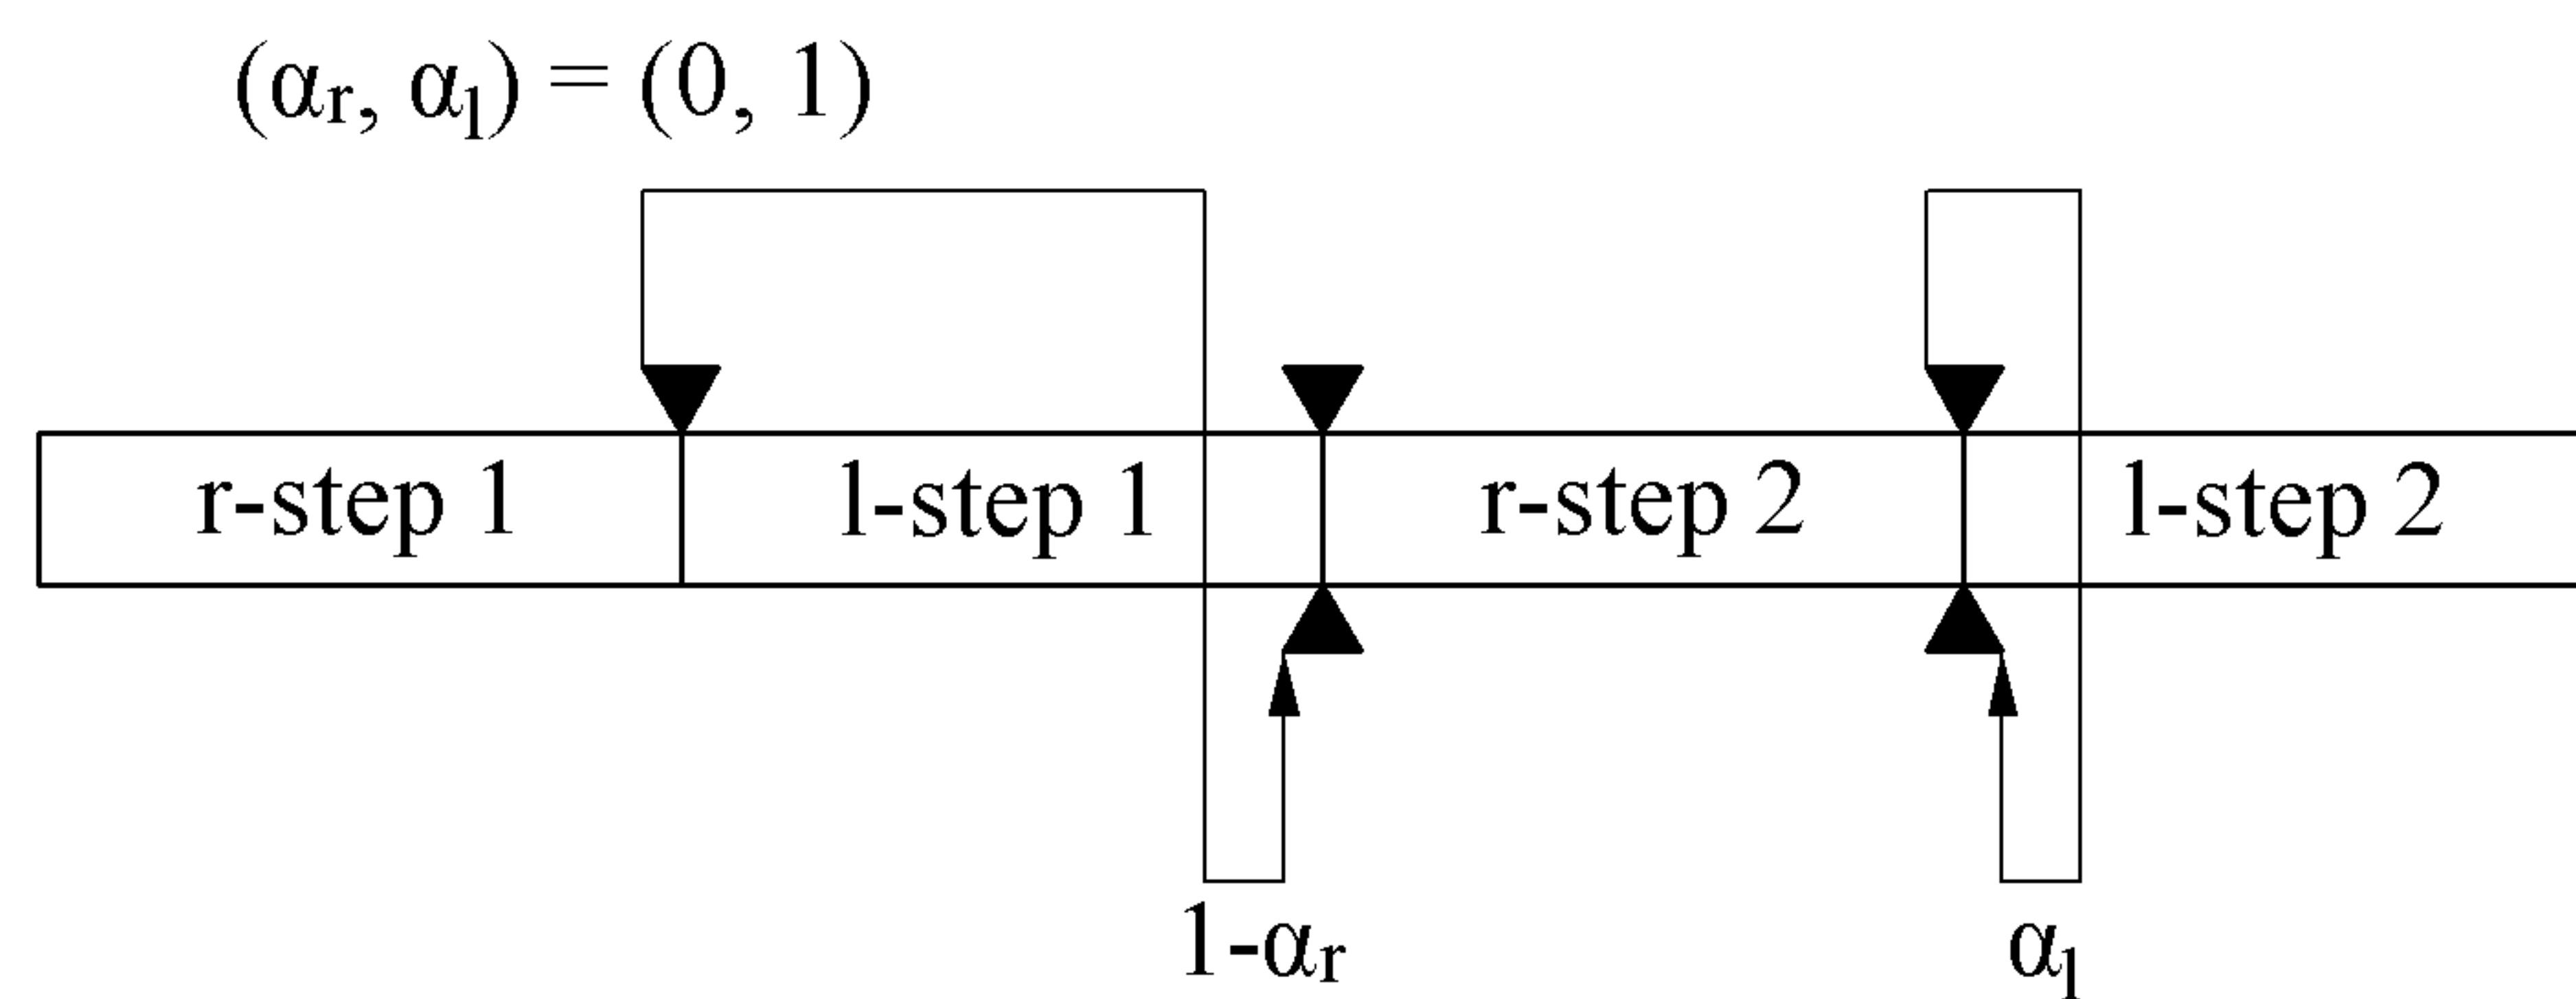 (αr, αl) = (0, 1)
r-step 1 l-step 1 r-step 2 l-step 2
1-αr αl